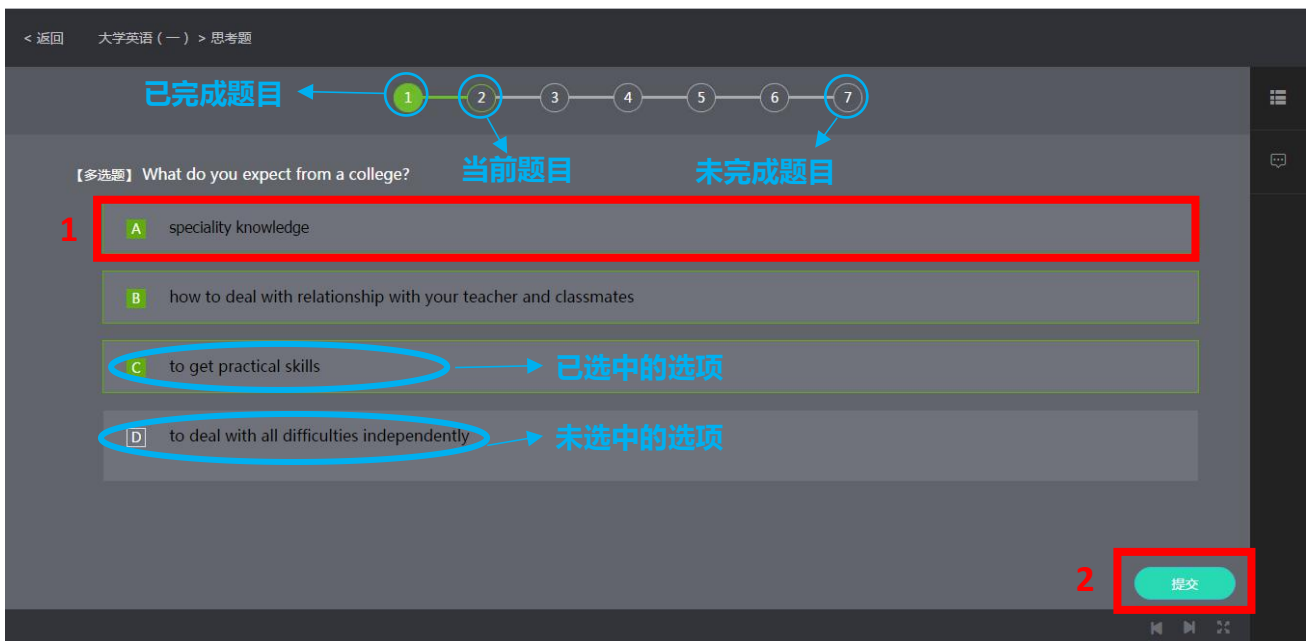 < 返回 大学英语（一）> 思考题
已完成题目
1 2 3 4 5 6 7
当前题目 未完成题目
【多选题】What do you expect from a college?
1
A speciality knowledge
B how to deal with relationship with your teacher and classmates
C to get practical skills 已选中的选项
D to deal with all difficulties independently 未选中的选项
2 提交